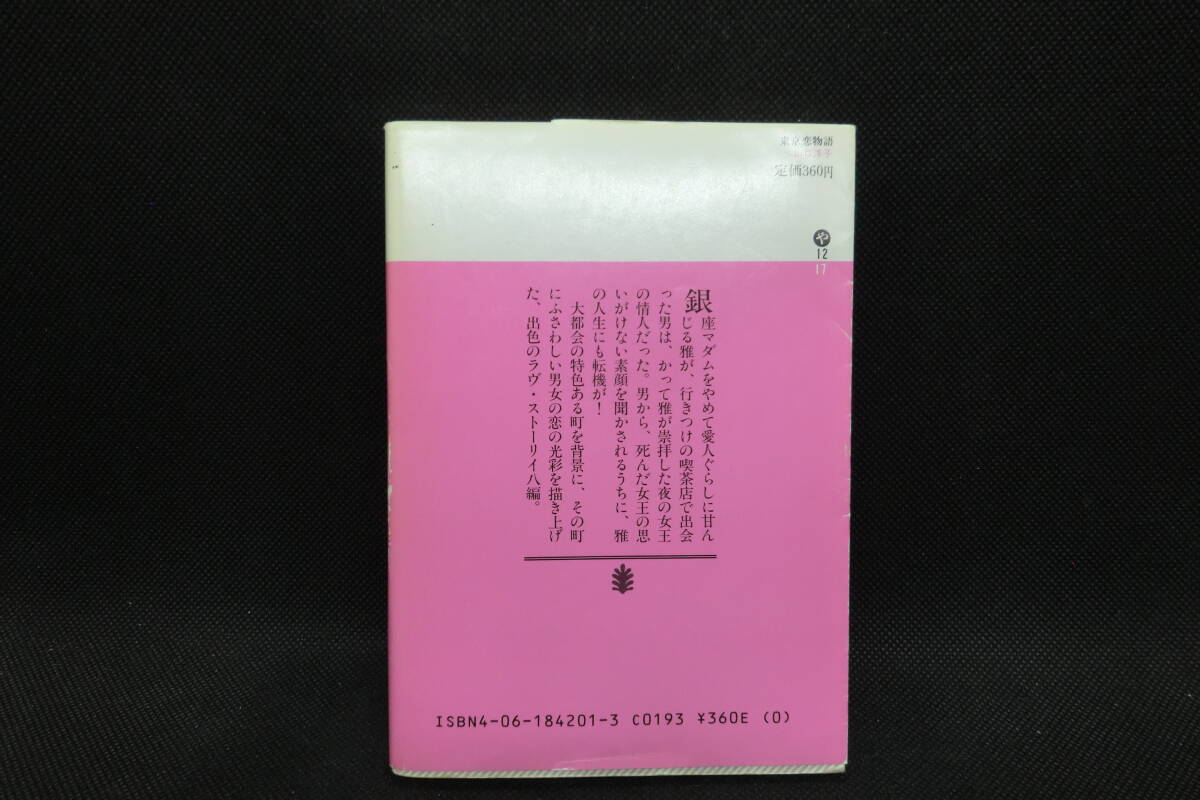 東京恋物語
山口洋子
定価360円
や
12
17
銀座マダムをやめて愛人ぐらしに甘ん
じる雅が、行きつけの喫茶店で出会
った男は、かつて雅が崇拝した夜の女王
の情人だった。男から、死んだ女王の思
いがけない素顔を聞かされるうちに、雅
の人生にも転機が!
大都会の特色ある町を背景に、その町
にふさわしい男女の恋の光彩を描き上げ
た、出色のラヴ・ストーリイ八編。
ISBN4-06-184201-3 C0193 ¥360E (0)